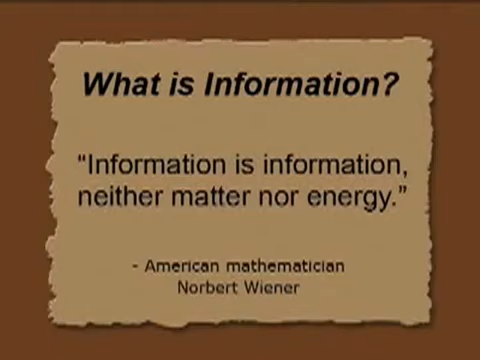 What is Information?
“Information is information,
neither matter nor energy.”
- American mathematician
Norbert Wiener